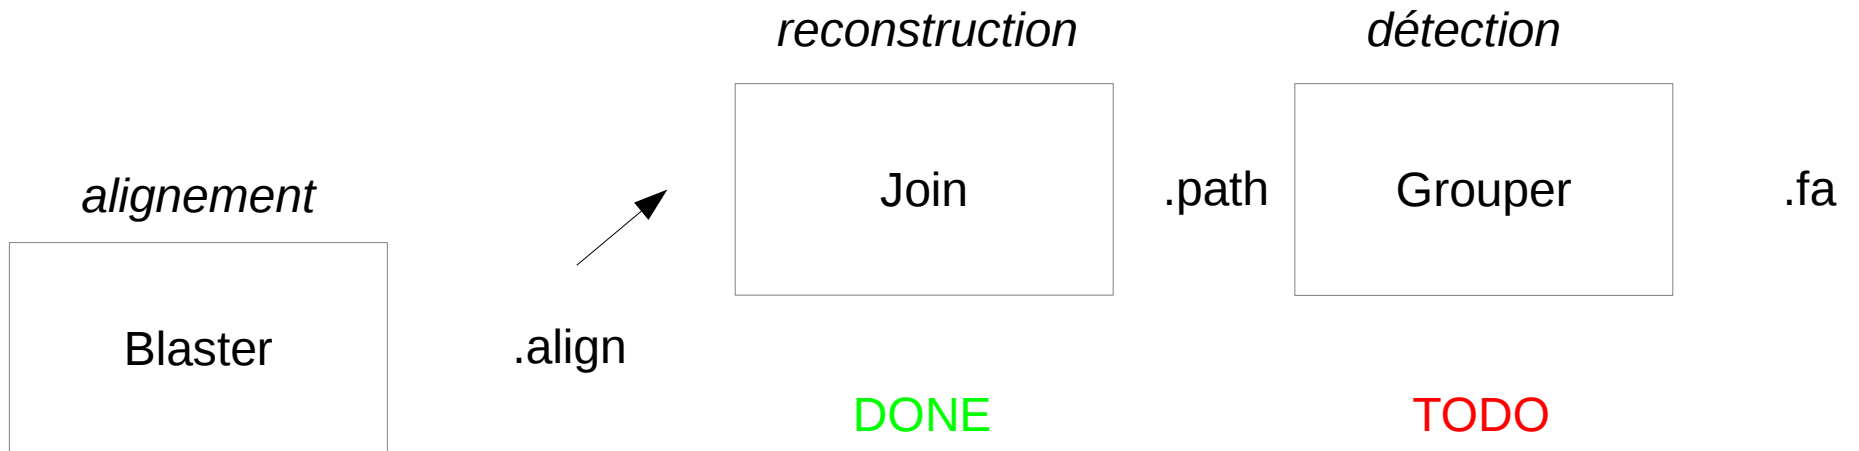 reconstruction
détection
alignement
Join
.path
Grouper
.fa
Blaster
.align
DONE
TODO